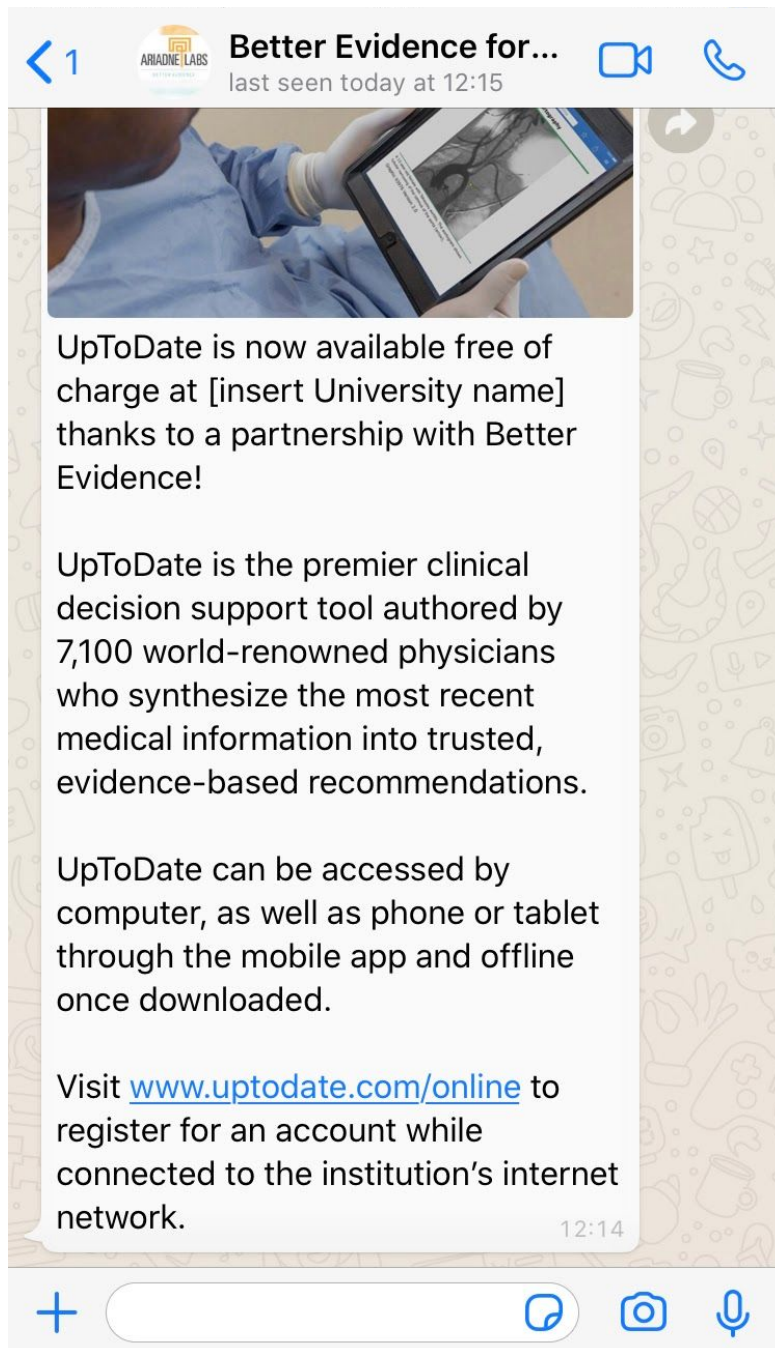 1
ARIADNE LABS
Better Evidence for...
last seen today at 12:15
UpToDate is now available free of
charge at [insert University name]
thanks to a partnership with Better
Evidence!
UpToDate is the premier clinical
decision support tool authored by
7,100 world-renowned physicians
who synthesize the most recent
medical information into trusted,
evidence-based recommendations.
UpToDate can be accessed by
computer, as well as phone or tablet
through the mobile app and offline
once downloaded.
Visit www.uptodate.com/online to
register for an account while
connected to the institution’s internet
network.
12:14